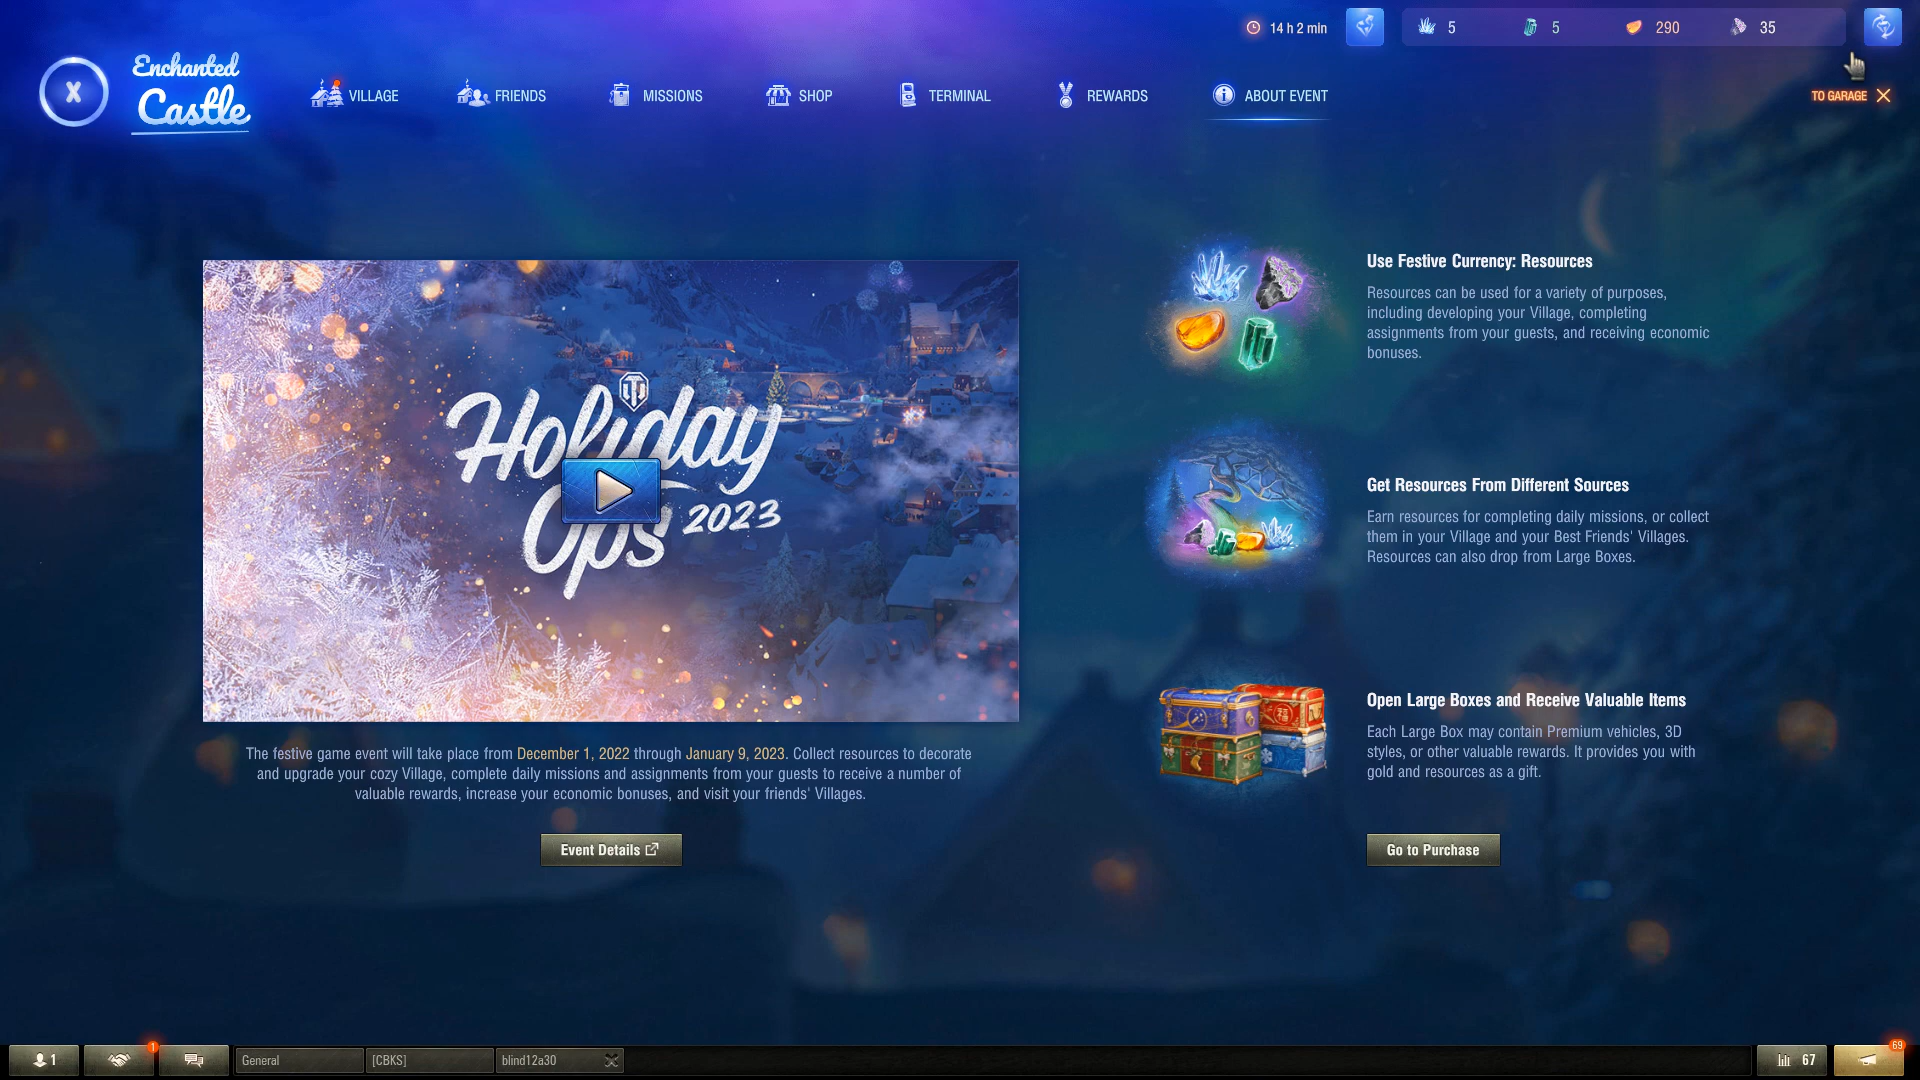 14 h 2 min
5
5
290
35
X
Enchanted
Castle
VILLAGE
FRIENDS
MISSIONS
SHOP
TERMINAL
REWARDS
ABOUT EVENT
TO GARAGE
Holiday
Ops 2023
The festive game event will take place from December 1, 2022 through January 9, 2023. Collect resources to decorate
and upgrade your cozy Village, complete daily missions and assignments from your guests to receive a number of
valuable rewards, increase your economic bonuses, and visit your friends' Villages.
Event Details
Use Festive Currency: Resources
Resources can be used for a variety of purposes,
including developing your Village, completing
assignments from your guests, and receiving economic
bonuses.
Get Resources From Different Sources
Earn resources for completing daily missions, or collect
them in your Village and your Best Friends' Villages.
Resources can also drop from Large Boxes.
Open Large Boxes and Receive Valuable Items
Each Large Box may contain Premium vehicles, 3D
styles, or other valuable rewards. It provides you with
gold and resources as a gift.
Go to Purchase
1
1
General
[CBKS]
blind12a30
67
69